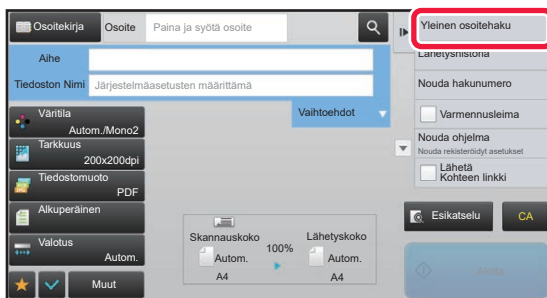 Osoitekirja
Osoite
Paina ja syötä osoite
Aihe
Tiedoston Nimi
Järjestelmäasetusten määrittämä
Vaihtoehdot
Väritila
Autom./Mono2
Tarkkuus
200x200dpi
Tiedostomuoto
PDF
Alkuperäinen
Valotus
Autom.
Muut
Skannauskoko
Autom.
A4
100%
Lähetyskoko
Autom.
A4
Yleinen osoitehaku
Lähetyshistoria
Nouda hakunumero
Varmennusleima
Nouda ohjelma
Nouda rekisteröidyt asetukset
Lähetä
Kohteen linkki
Esikatselu
CA
Aloita